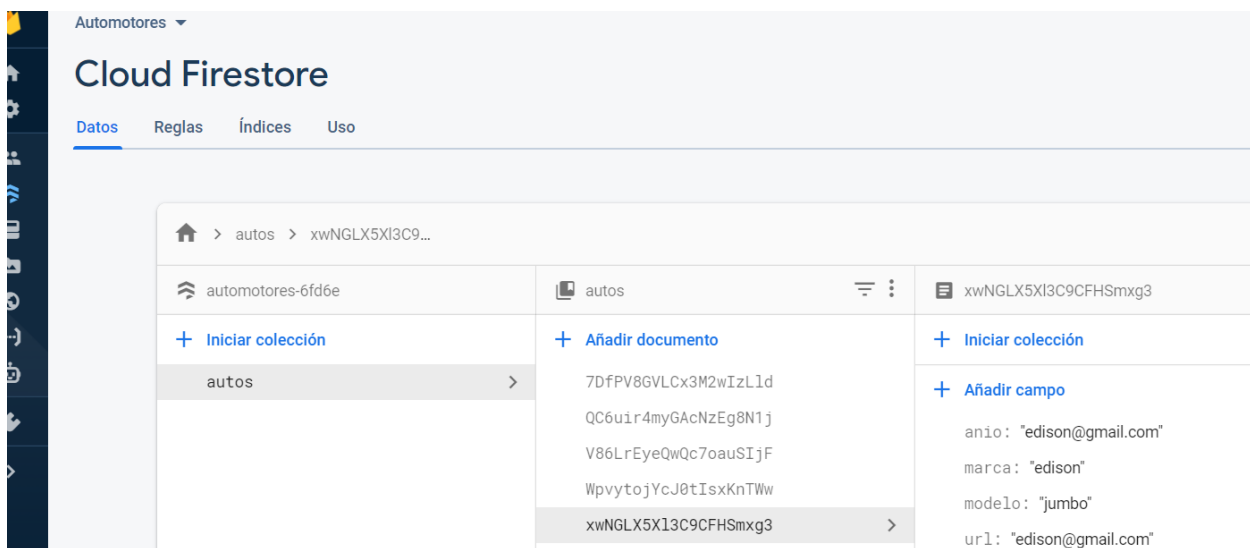 Automotores
Cloud Firestore
Datos Reglas Índices Uso
> autos > xwNGLX5Xl3C9...
automotores-6fd6e
autos
xwNGLX5Xl3C9CFHSmxg3
+ Iniciar colección
+ Añadir documento
+ Iniciar colección
autos
7DfPV8GVLCx3M2wIzLld
QC6uir4myGAcNzEg8N1j
V86LrEyeQwQc7oauSIjF
WpvytojYcJ0tIsxKnTWw
xwNGLX5Xl3C9CFHSmxg3
+ Añadir campo
anio: "edison@gmail.com"
marca: "edison"
modelo: "jumbo"
url: "edison@gmail.com"